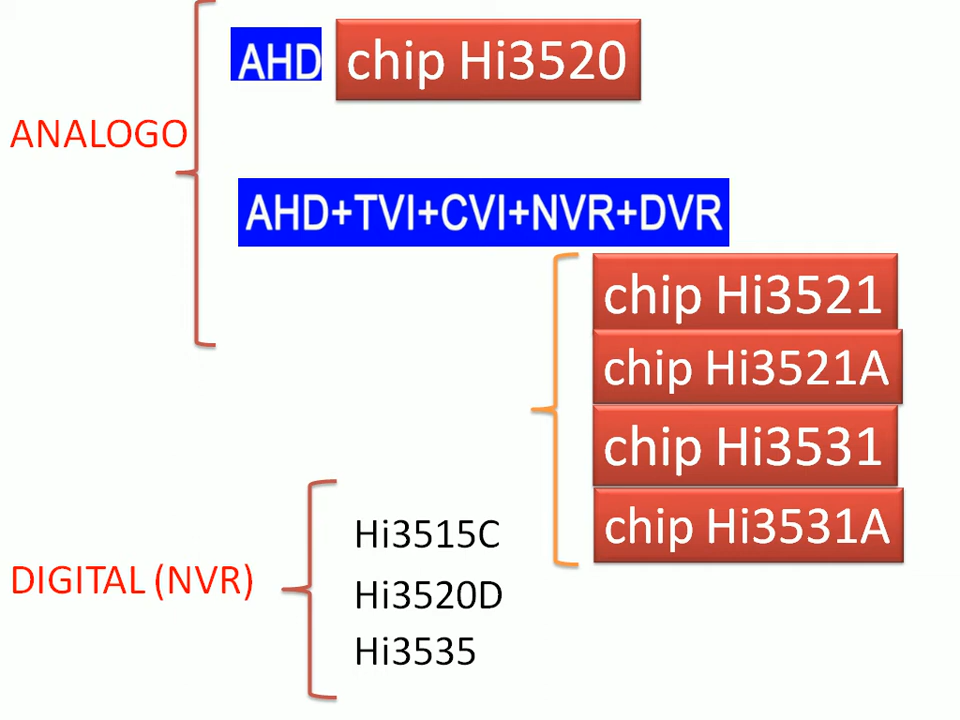 AHD chip Hi3520
ANALOGO
AHD+TVI+CVI+NVR+DVR
chip Hi3521
chip Hi3521A
chip Hi3531
chip Hi3531A
DIGITAL (NVR)
Hi3515C
Hi3520D
Hi3535